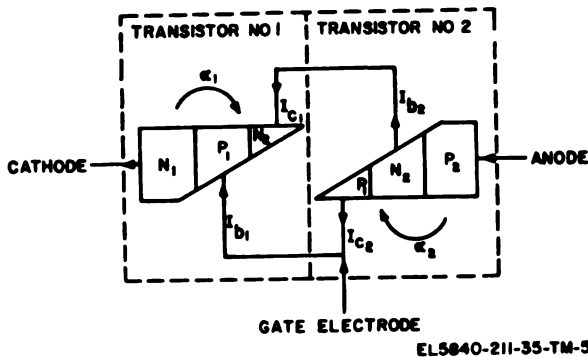 TRANSISTOR NO 1 TRANSISTOR NO 2
α1
Ic1
Ib2
N2
CATHODE
N1
P1
P1
N2
P2
ANODE
Ib1
Ic2
α2
GATE ELECTRODE
EL5840-211-35-TM-5